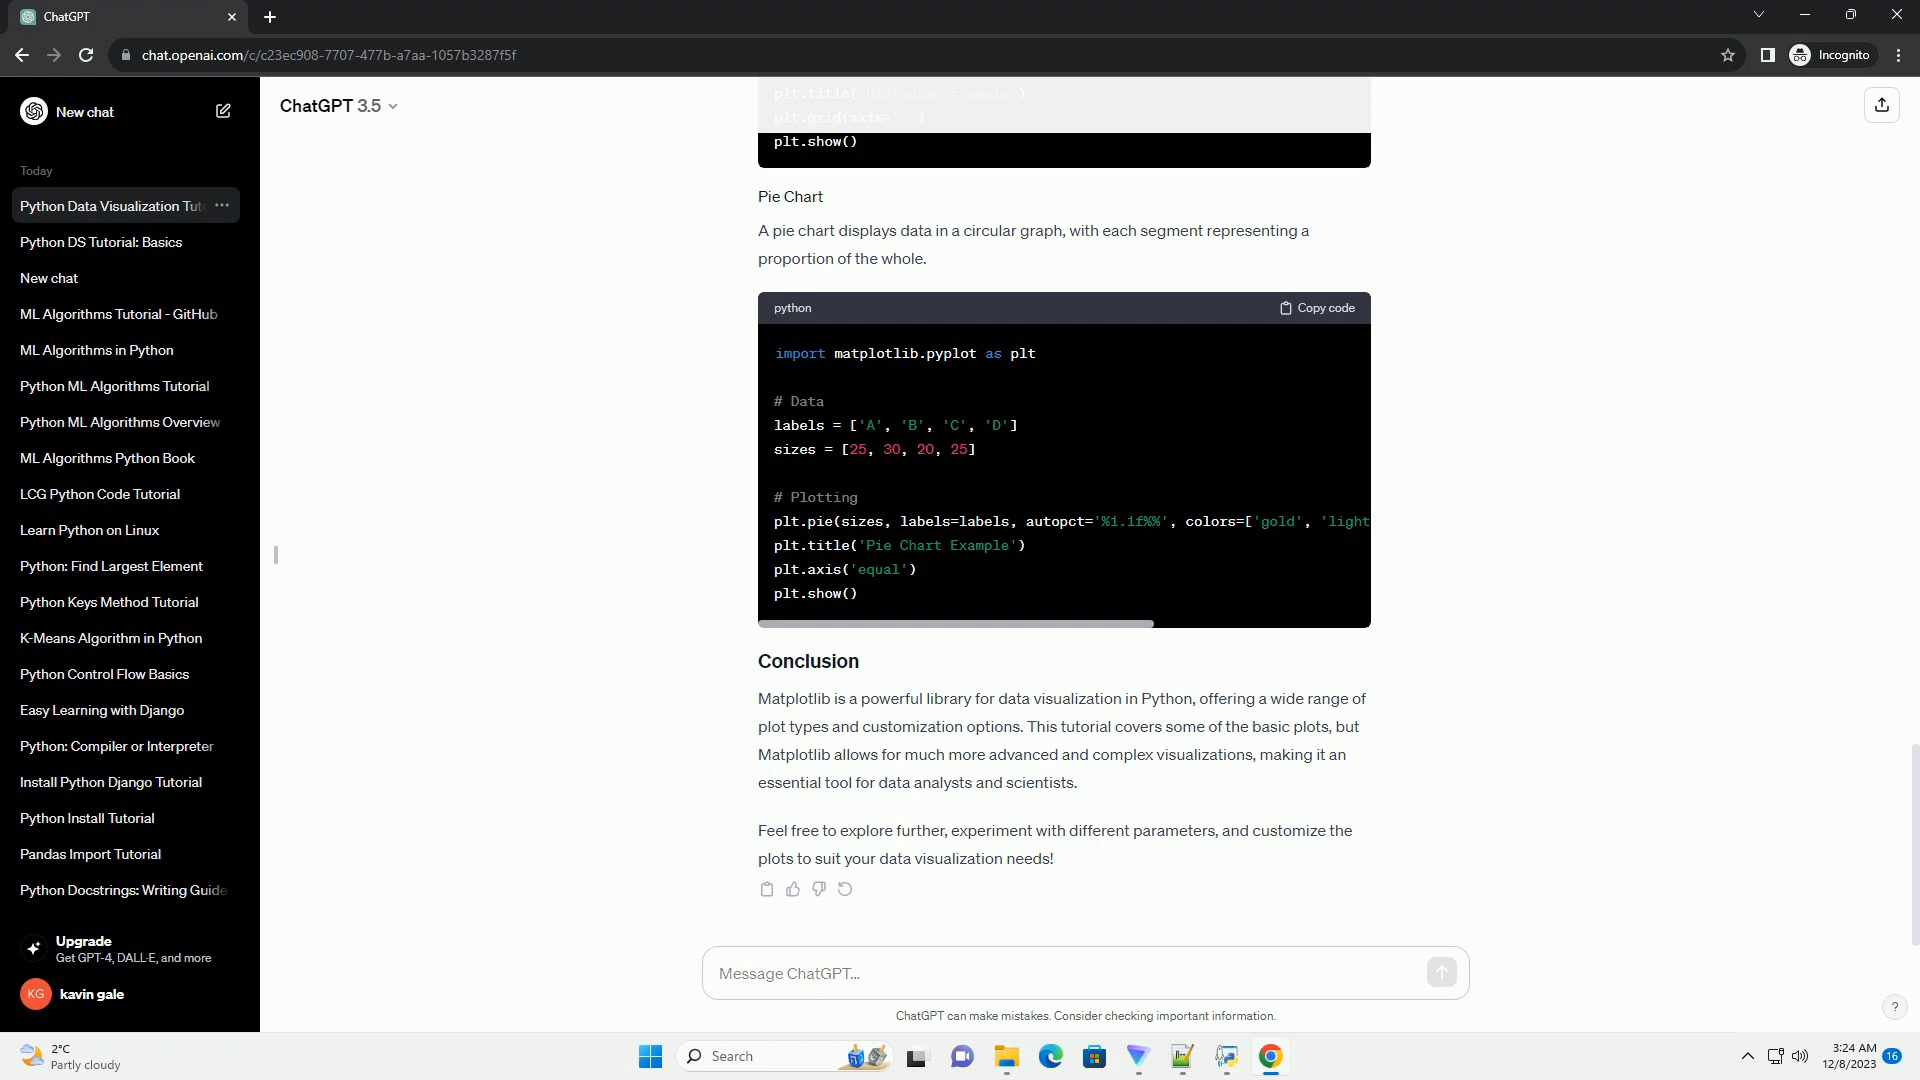 ChatGPT
chat.openai.com/c/c23ec908-7707-477b-a7aa-1057b3287f5f
Incognito
New chat
Today
Python Data Visualization Tut
Python DS Tutorial: Basics
New chat
ML Algorithms Tutorial - GitHub
ML Algorithms in Python
Python ML Algorithms Tutorial
Python ML Algorithms Overview
ML Algorithms Python Book
LCG Python Code Tutorial
Learn Python on Linux
Python: Find Largest Element
Python Keys Method Tutorial
K-Means Algorithm in Python
Python Control Flow Basics
Easy Learning with Django
Python: Compiler or Interpreter
Install Python Django Tutorial
Python Install Tutorial
Pandas Import Tutorial
Python Docstrings: Writing Guide
Upgrade
Get GPT-4, DALL·E, and more
KG kavin gale
ChatGPT 3.5
plt.title(
plt.grid(axis=
plt.show()
Pie Chart
A pie chart displays data in a circular graph, with each segment representing a
proportion of the whole.
python
Copy code
import matplotlib.pyplot as plt
# Data
labels = ['A', 'B', 'C', 'D']
sizes = [25, 30, 20, 25]
# Plotting
plt.pie(sizes, labels=labels, autopct='%1.1f%%', colors=['gold', 'light
plt.title('Pie Chart Example')
plt.axis('equal')
plt.show()
Conclusion
Matplotlib is a powerful library for data visualization in Python, offering a wide range of
plot types and customization options. This tutorial covers some of the basic plots, but
Matplotlib allows for much more advanced and complex visualizations, making it an
essential tool for data analysts and scientists.
Feel free to explore further, experiment with different parameters, and customize the
plots to suit your data visualization needs!
Message ChatGPT...
ChatGPT can make mistakes. Consider checking important information.
?
2°C
Partly cloudy
Search
3:24 AM
12/8/2023
16